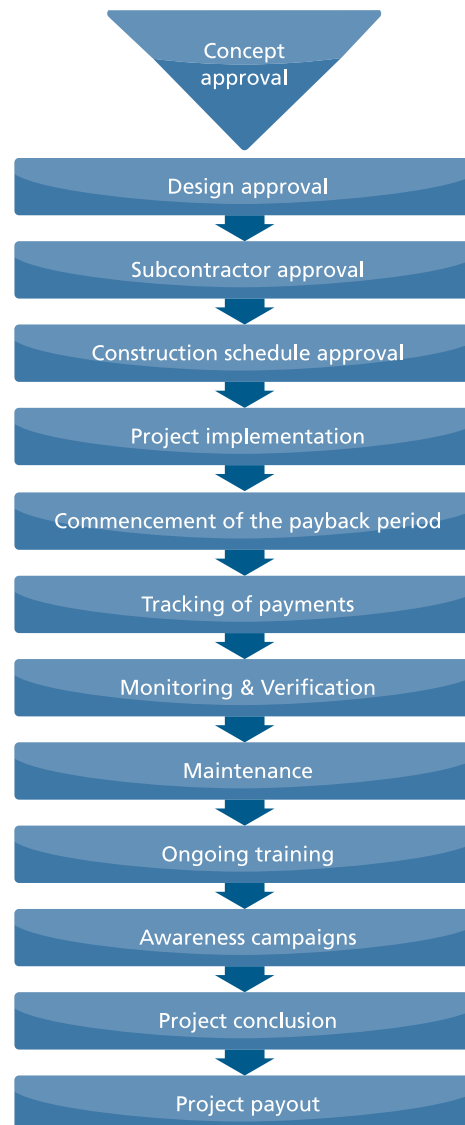 Concept
approval
Design approval
Subcontractor approval
Construction schedule approval
Project implementation
Commencement of the payback period
Tracking of payments
Monitoring & Verification
Maintenance
Ongoing training
Awareness campaigns
Project conclusion
Project payout